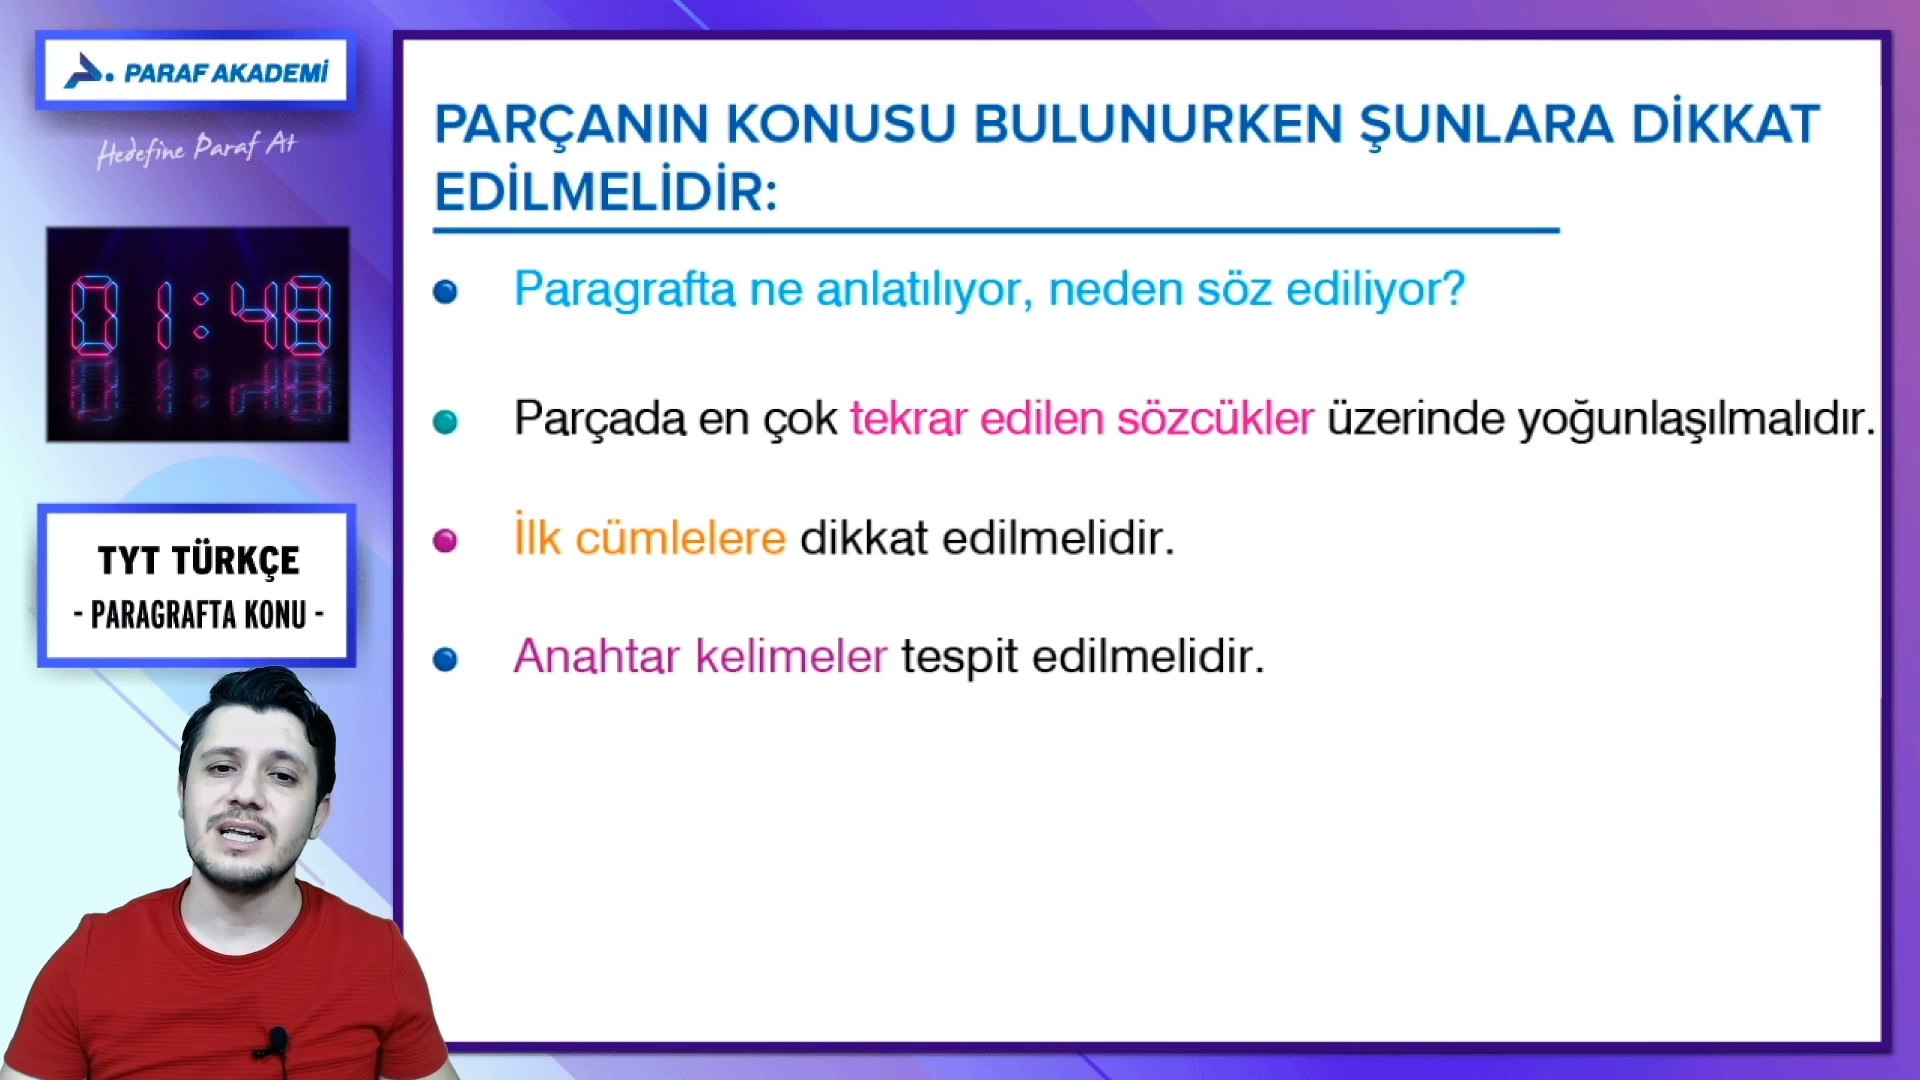 PARAF AKADEMİ
Hedefine Paraf At
01:48
TYT TÜRKÇE
- PARAGRAFTA KONU -
PARÇANIN KONUSU BULUNURKEN ŞUNLARA DİKKAT
EDİLMELİDİR:
Paragrafta ne anlatılıyor, neden söz ediliyor?
Parçada en çok tekrar edilen sözcükler üzerinde yoğunlaşılmalıdır.
İlk cümlelere dikkat edilmelidir.
Anahtar kelimeler tespit edilmelidir.